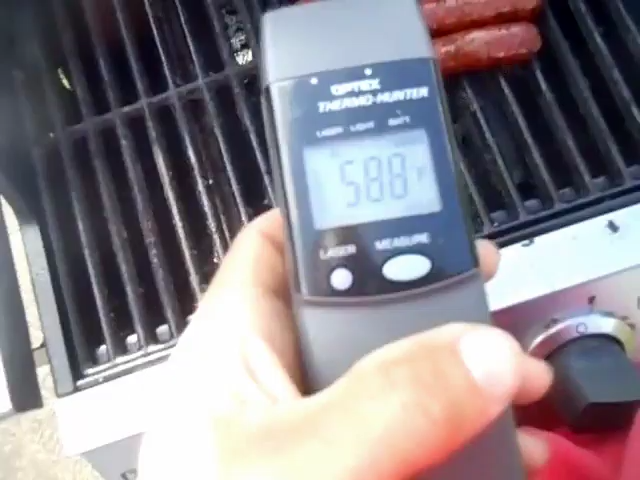 OPTEX
THERMO-HUNTER
LASER LIGHT BATT
588 F
LASER MEASURE